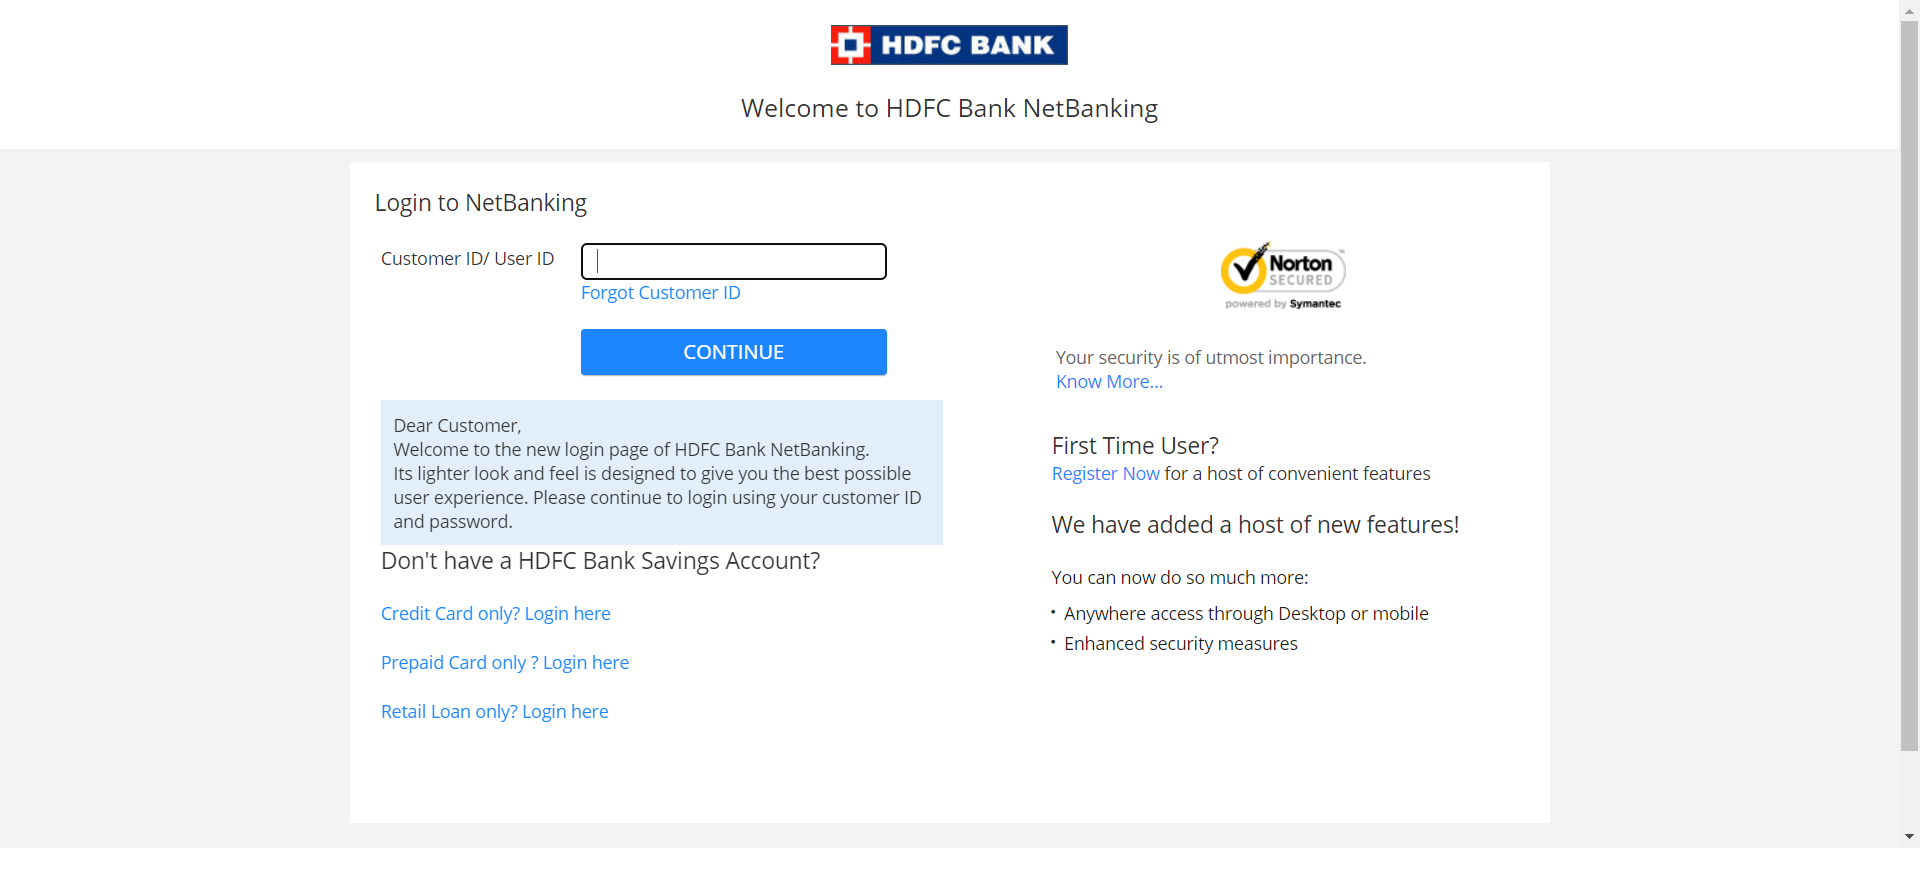 HDFC BANK
Welcome to HDFC Bank NetBanking
Login to NetBanking
Customer ID/ User ID
Forgot Customer ID
CONTINUE
Dear Customer,
Welcome to the new login page of HDFC Bank NetBanking.
Its lighter look and feel is designed to give you the best possible
user experience. Please continue to login using your customer ID
and password.
Don't have a HDFC Bank Savings Account?
Credit Card only? Login here
Prepaid Card only ? Login here
Retail Loan only? Login here
Norton
SECURED
powered by Symantec
Your security is of utmost importance.
Know More...
First Time User?
Register Now for a host of convenient features
We have added a host of new features!
You can now do so much more:
• Anywhere access through Desktop or mobile
• Enhanced security measures